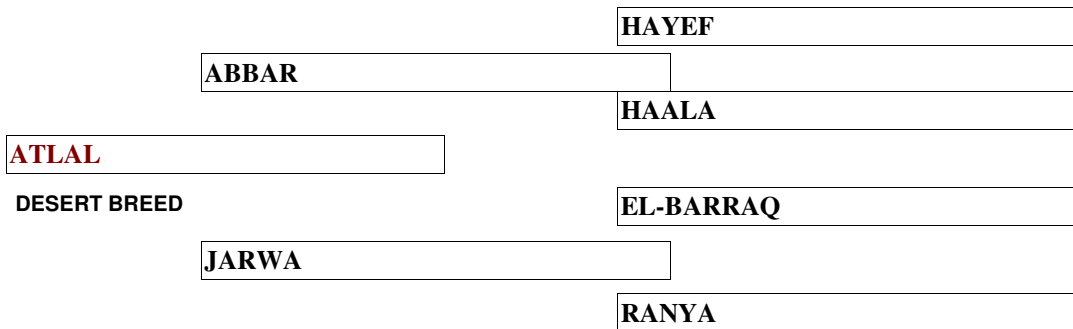 HAYEF
ABBAR
HAALA
ATLAL
DESERT BREED
EL-BARRAQ
JARWA
RANYA